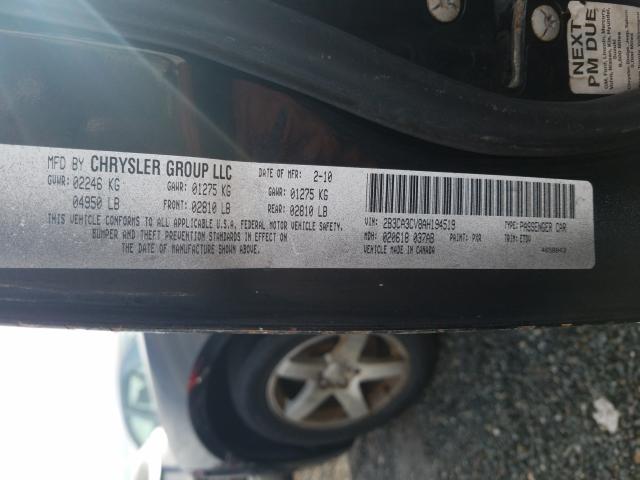 MFD BY CHRYSLER GROUP LLC
DATE OF MFR: 2-10
GVWR: 02246 KG
GAWR: 01275 KG
GAWR: 01275 KG
04950 LB
FRONT: 02810 LB
REAR: 02810 LB
THIS VEHICLE CONFORMS TO ALL APPLICABLE U.S.A. FEDERAL MOTOR VEHICLE SAFETY,
BUMPER AND THEFT PREVENTION STANDARDS IN EFFECT ON
THE DATE OF MANUFACTURE SHOWN ABOVE.
VIN: 2B3CA3CV8AH194519
TYPE: PASSENGER CAR
MDH: 020618 037AB
PAINT: PXR
TRIM: ETDV
VEHICLE MADE IN CANADA
NEXT
PM DUE